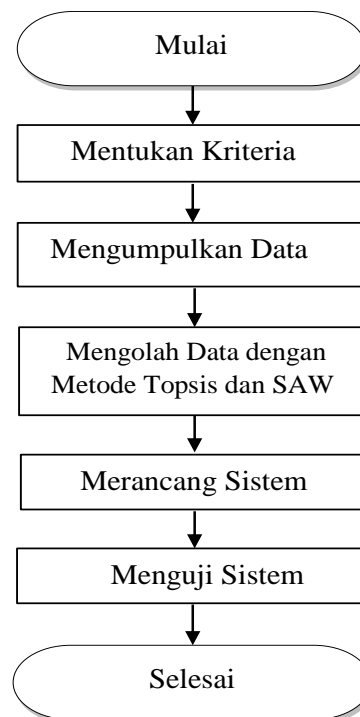 Mulai
Mentukan Kriteria
Mengumpulkan Data
Mengolah Data dengan
Metode Topsis dan SAW
Merancang Sistem
Menguji Sistem
Selesai